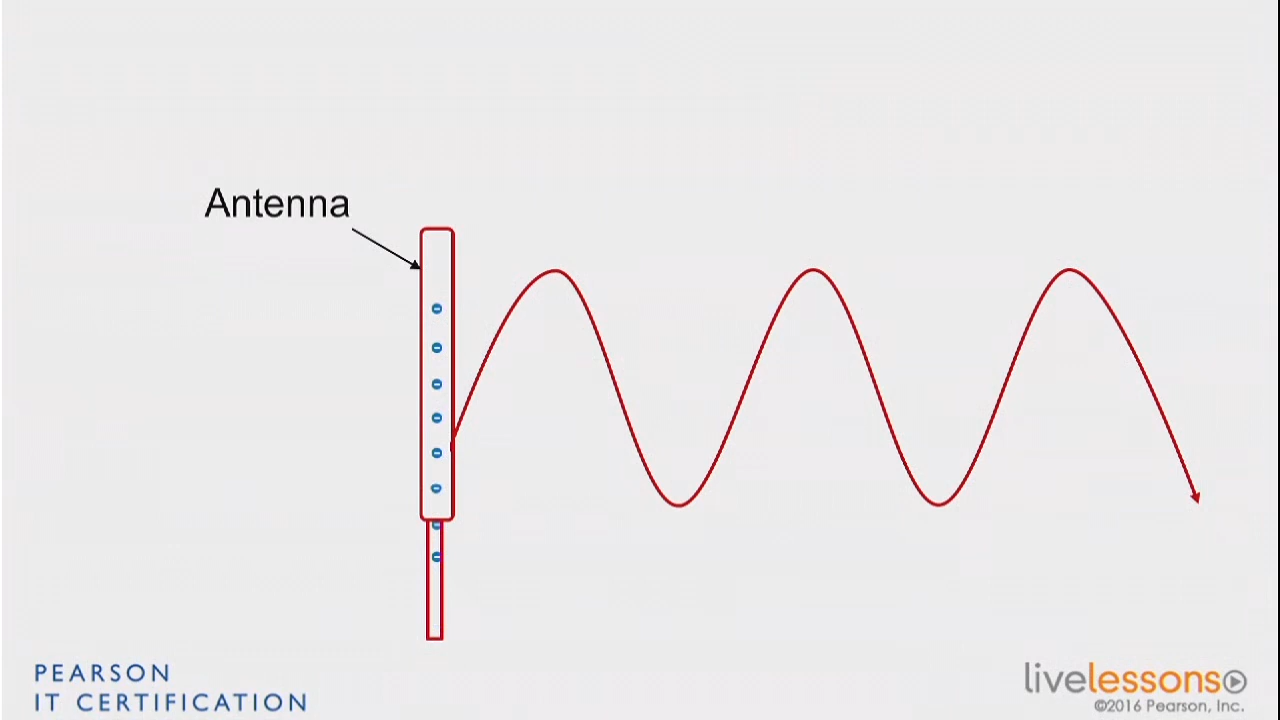 Antenna
PEARSON
IT CERTIFICATION
livelessons
©2016 Pearson, Inc.